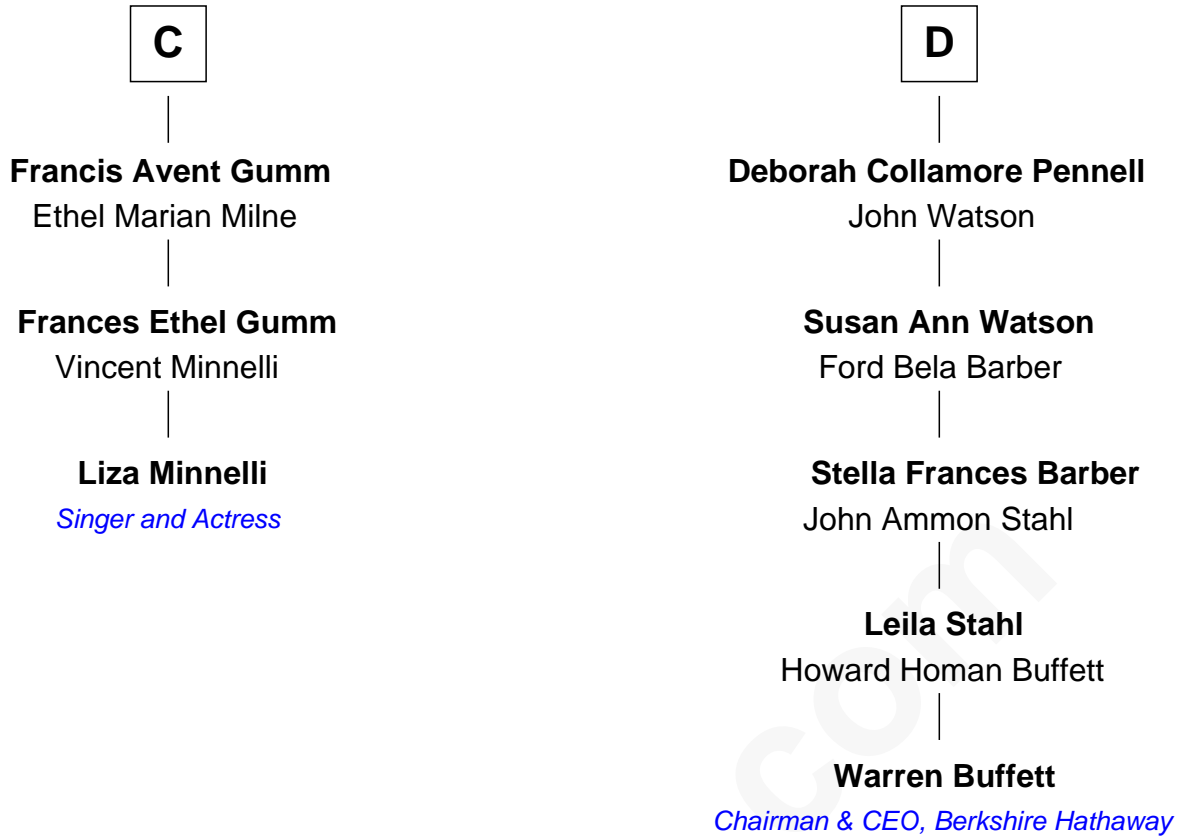 C
Francis Avent Gumm
Ethel Marian Milne
Frances Ethel Gumm
Vincent Minnelli
Liza Minnelli
Singer and Actress
D
Deborah Collamore Pennell
John Watson
Susan Ann Watson
Ford Bela Barber
Stella Frances Barber
John Ammon Stahl
Leila Stahl
Howard Homan Buffett
Warren Buffett
Chairman & CEO, Berkshire Hathaway
com